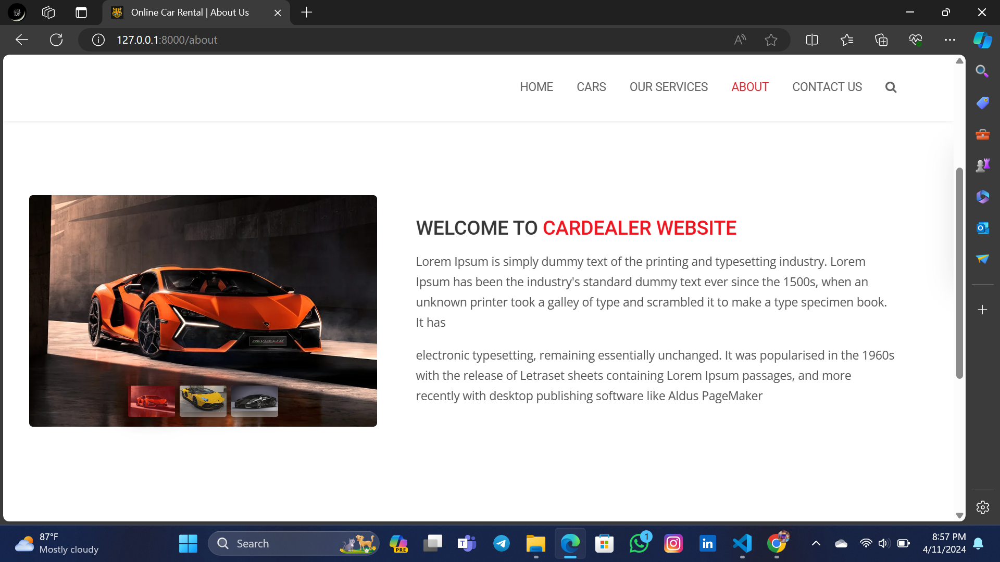 Online Car Rental | About Us
127.0.0.1:8000/about
HOME CARS OUR SERVICES ABOUT CONTACT US
WELCOME TO CARDEALER WEBSITE
Lorem Ipsum is simply dummy text of the printing and typesetting industry. Lorem
Ipsum has been the industry's standard dummy text ever since the 1500s, when an
unknown printer took a galley of type and scrambled it to make a type specimen book.
It has
electronic typesetting, remaining essentially unchanged. It was popularised in the 1960s
with the release of Letraset sheets containing Lorem Ipsum passages, and more
recently with desktop publishing software like Aldus PageMaker
REVUELTO
87°F
Mostly cloudy
Search
PRE
T
in
1
8:57 PM
4/11/2024